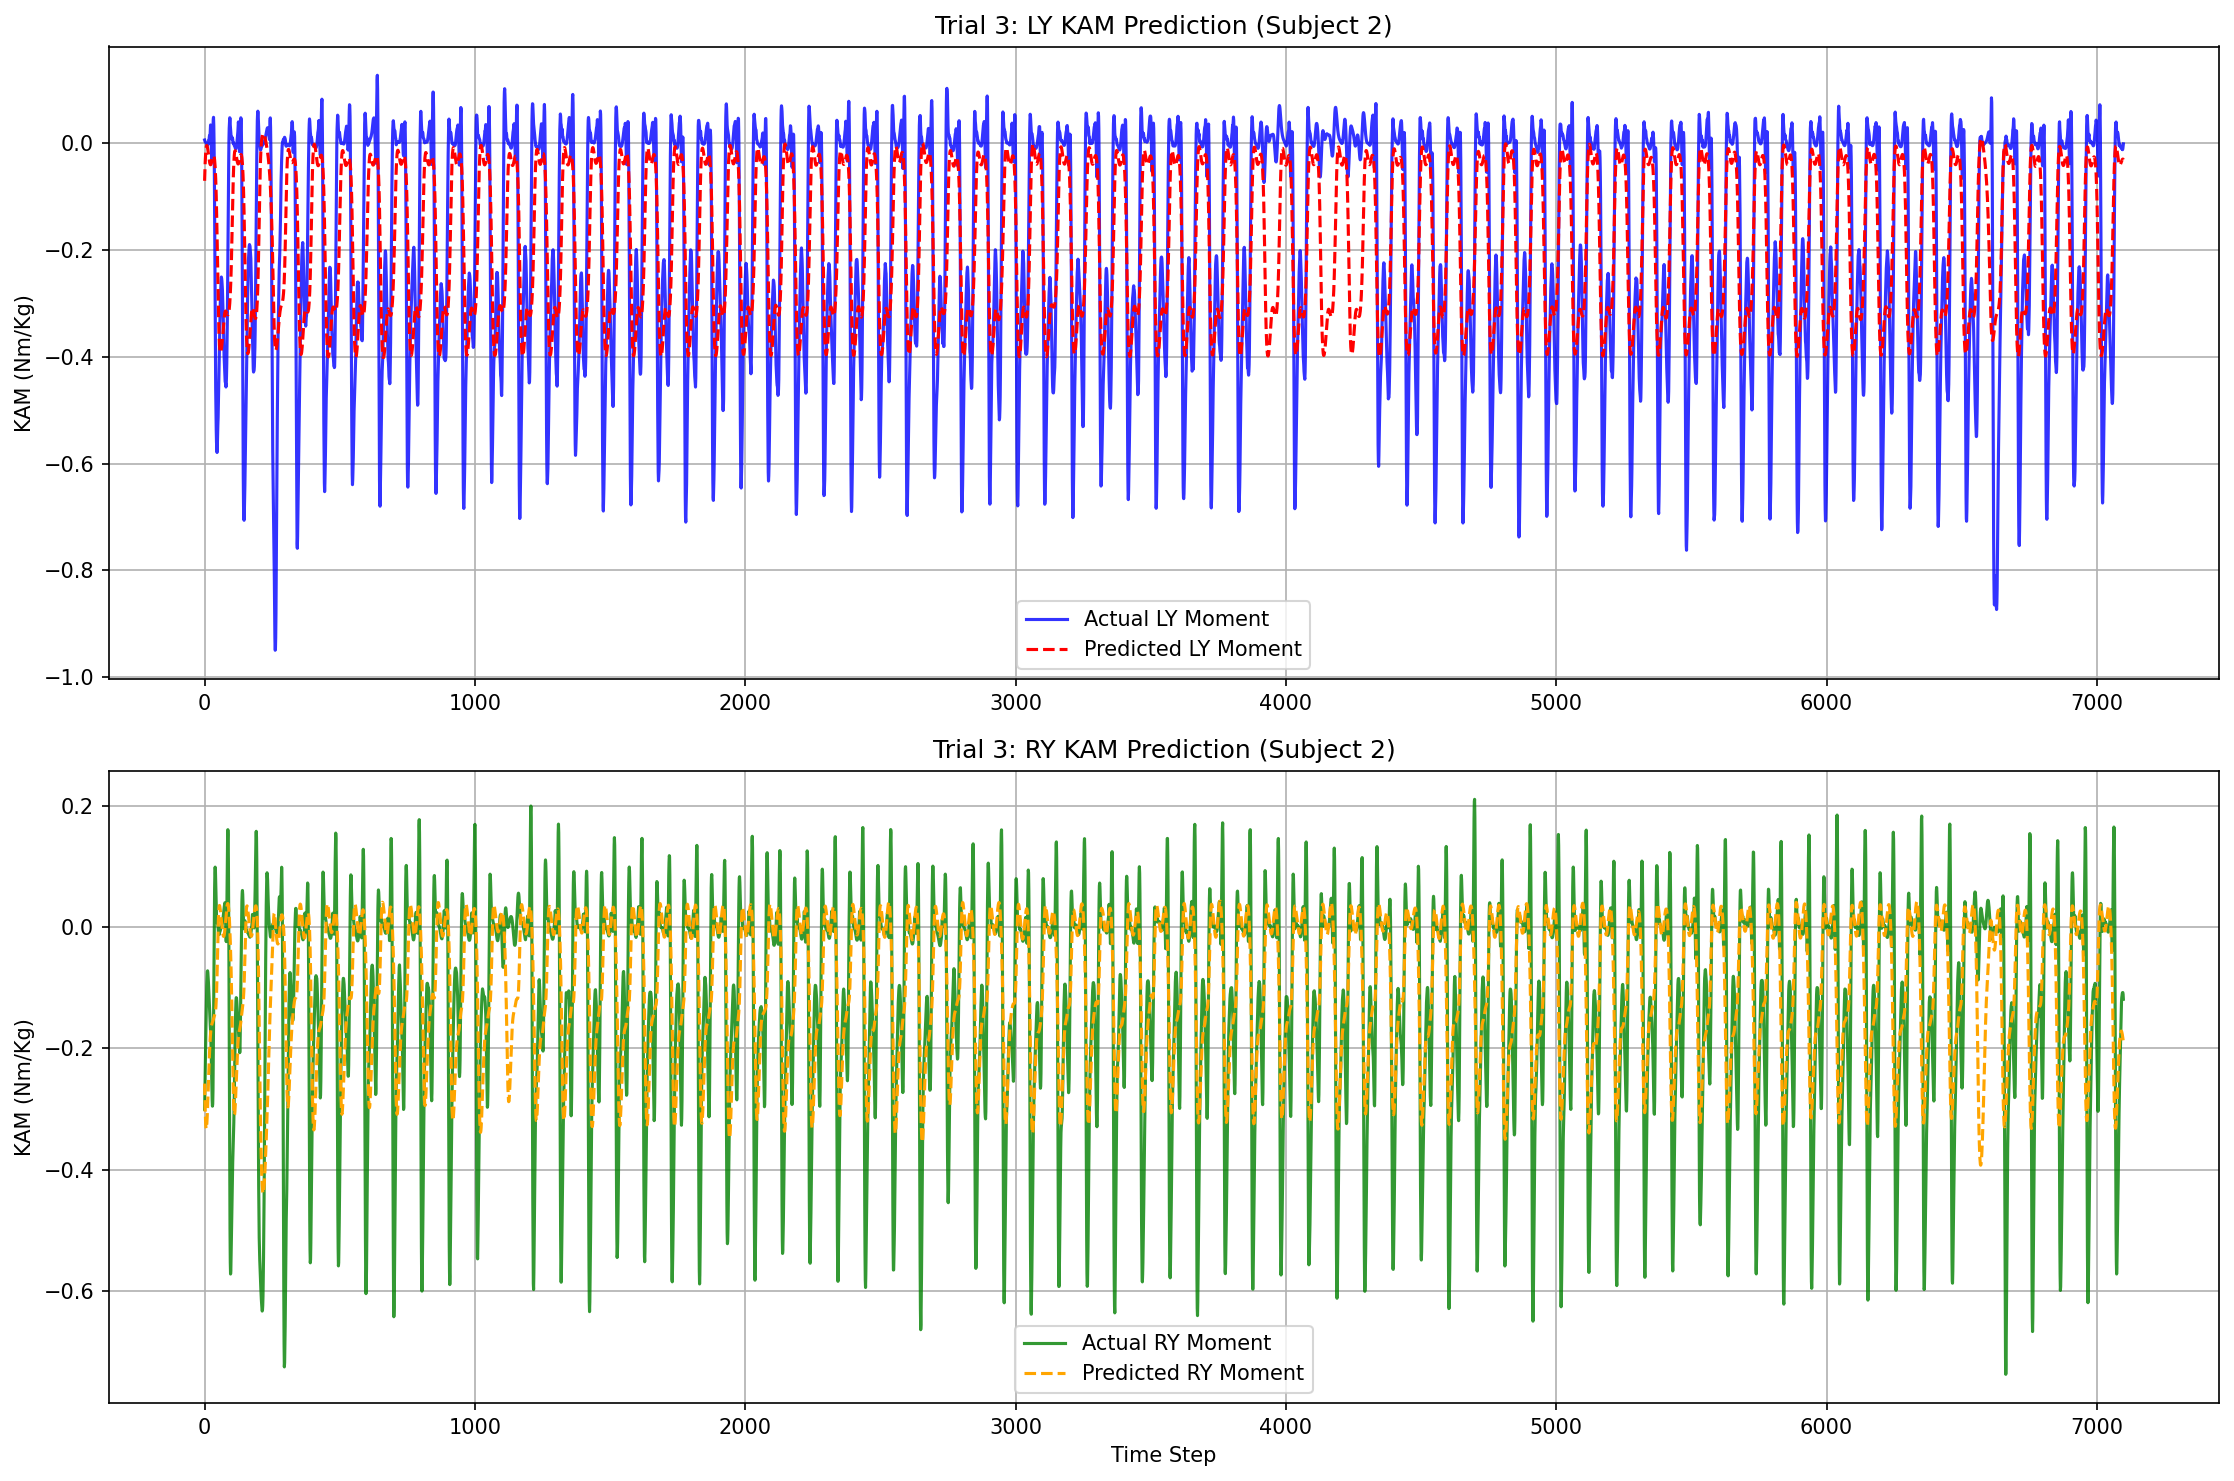 Trial 3: LY KAM Prediction (Subject 2)
KAM (Nm/Kg)
0.0
−0.2
−0.4
−0.6
−0.8
−1.0
Actual LY Moment
Predicted LY Moment
0 1000 2000 3000 4000 5000 6000 7000
Trial 3: RY KAM Prediction (Subject 2)
KAM (Nm/Kg)
0.2
0.0
−0.2
−0.4
−0.6
Actual RY Moment
Predicted RY Moment
0 1000 2000 3000 4000 5000 6000 7000
Time Step